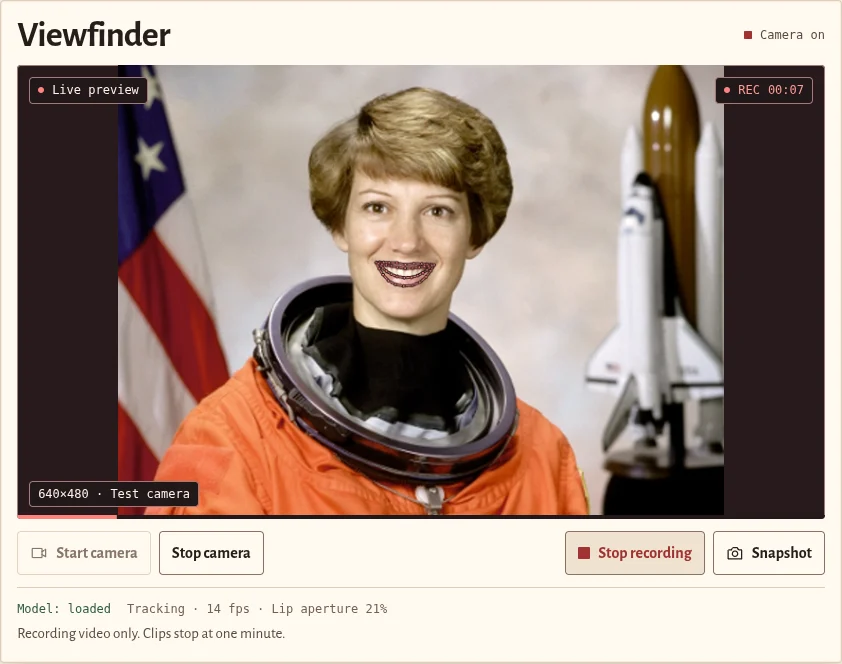 Viewfinder
Camera on
Live preview
REC 00:07
640×480 · Test camera
Start camera
Stop camera
Stop recording
Snapshot
Model: loaded
Tracking · 14 fps · Lip aperture 21%
Recording video only. Clips stop at one minute.